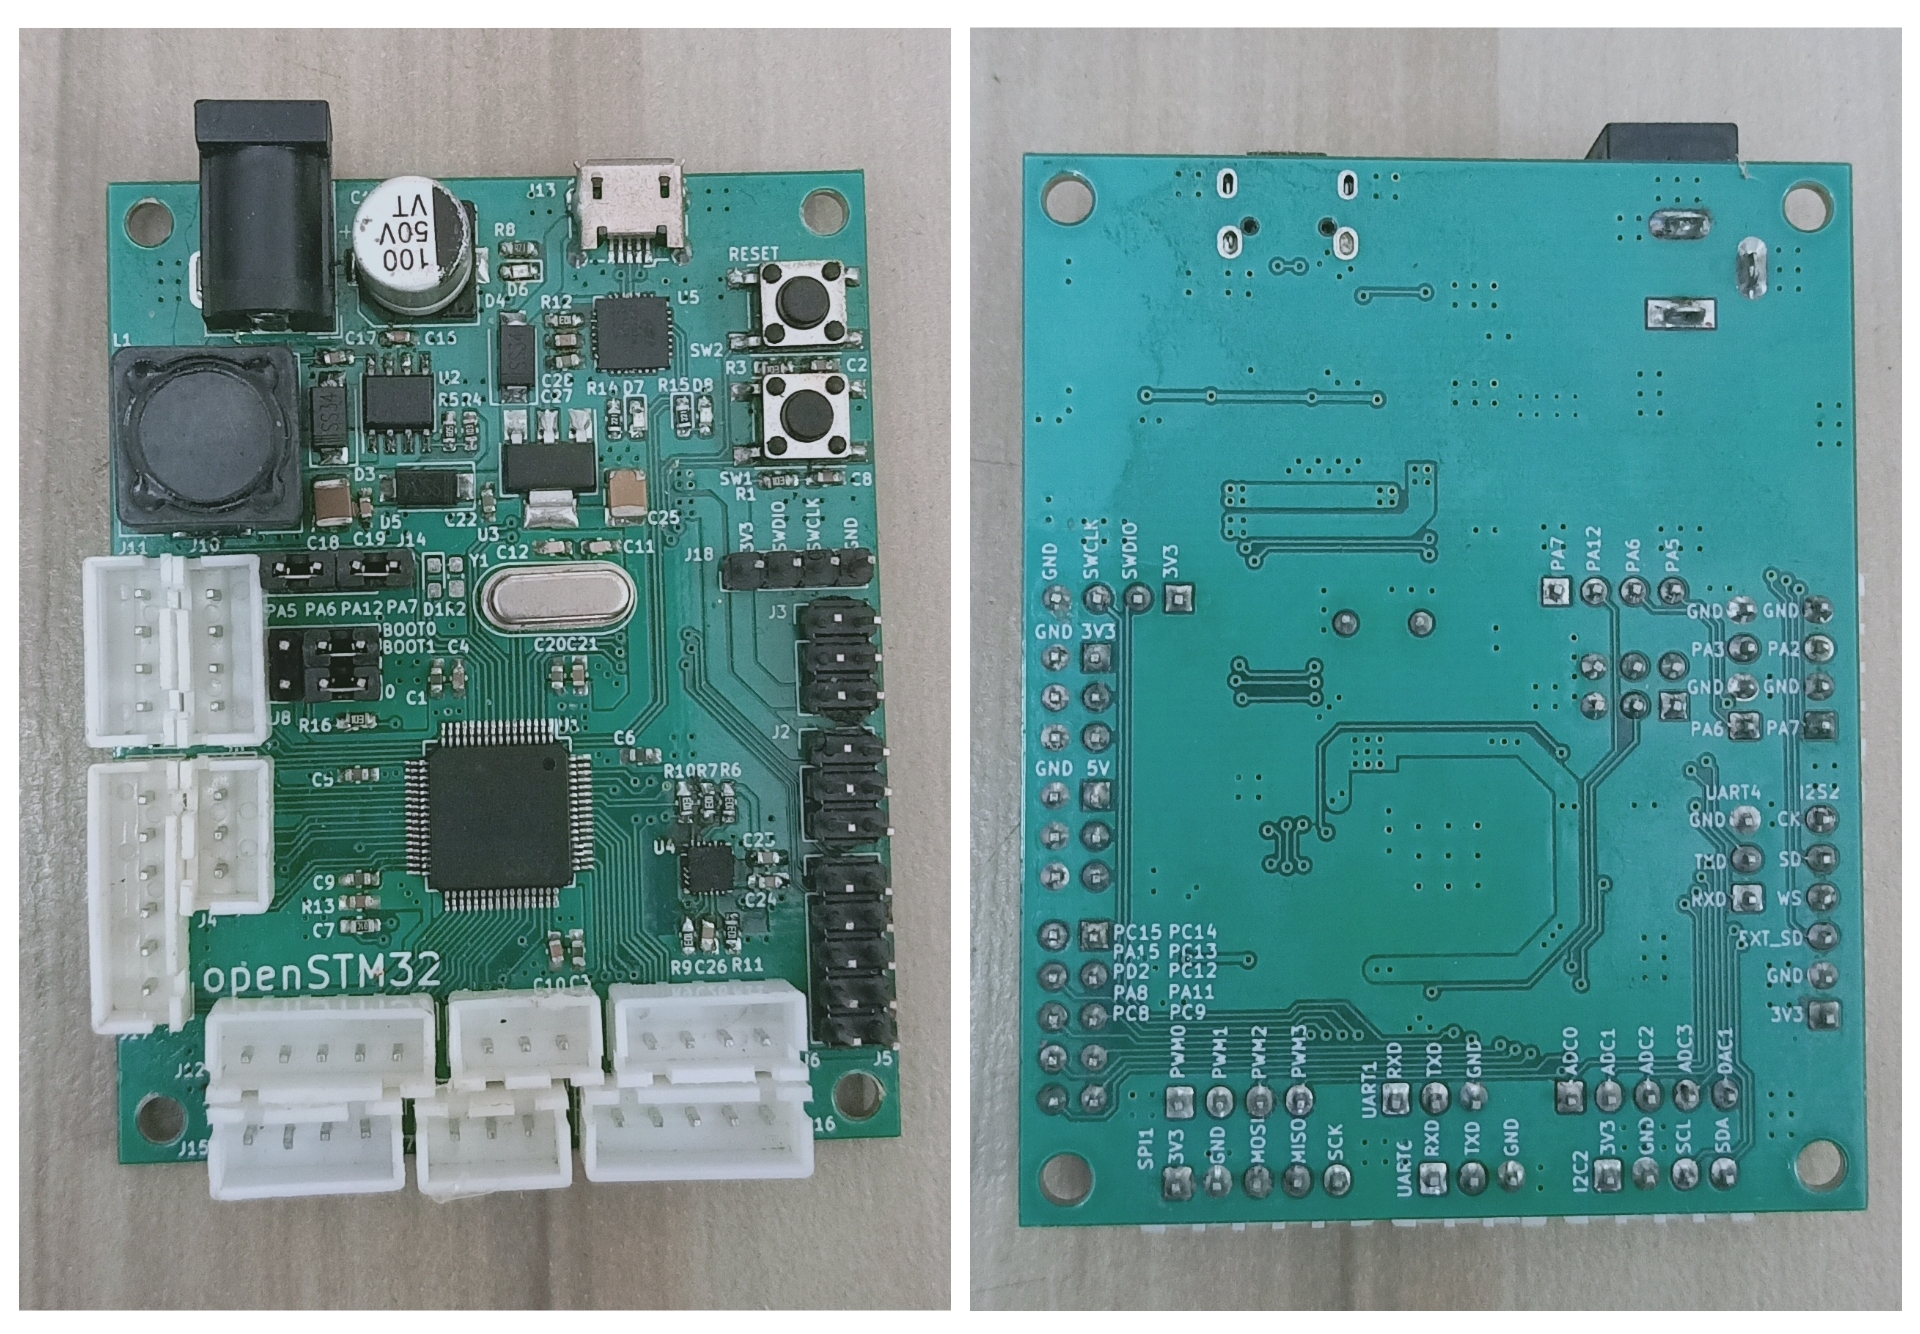 J13
R8
100
50V
VT
D6
D4
RESET
R12
U5
SW2
L1
C17
C16
U2
SS34
SS34
R3
C2
C28
C27
R14
D7
R15
D8
R5
R4
D3
D5
C22
U3
C25
SW1
R1
C8
J11
J10
C18
C19
J14
C12
C11
Y1
J18
3V3
SWDIO
SWCLK
GND
PA5
PA6
PA12
PA7
J3
BOOT0
BOOT1
C4
C1
C20
C21
J8
R16
J2
C6
C5
R10
R7
R6
U4
C25
C24
C9
R13
C7
J4
R9
C26
R11
openSTM32
C10
C3
J5
J15
GND
SWCLK
SWDIO
3V3
PA7
PA12
PA6
PA5
GND 3V3
GND GND
PA3 PA2
GND GND
PA6 PA7
GND 5V
UART4
GND CK
TXD SD
RXD WS
EXT_SD
GND
3V3
PC15 PC14
PA15 PC13
PD2 PC12
PA8 PA11
PC8 PC9
PWM0
PWM1
PWM2
PWM3
UART1
RXD
TXD
GND
ADC0
ADC1
ADC2
ADC3
DAC1
SPI1
3V3
GND
MOSI
MISO
SCK
RXD
TXD
GND
I2C2
3V3
GND
SCL
SDA